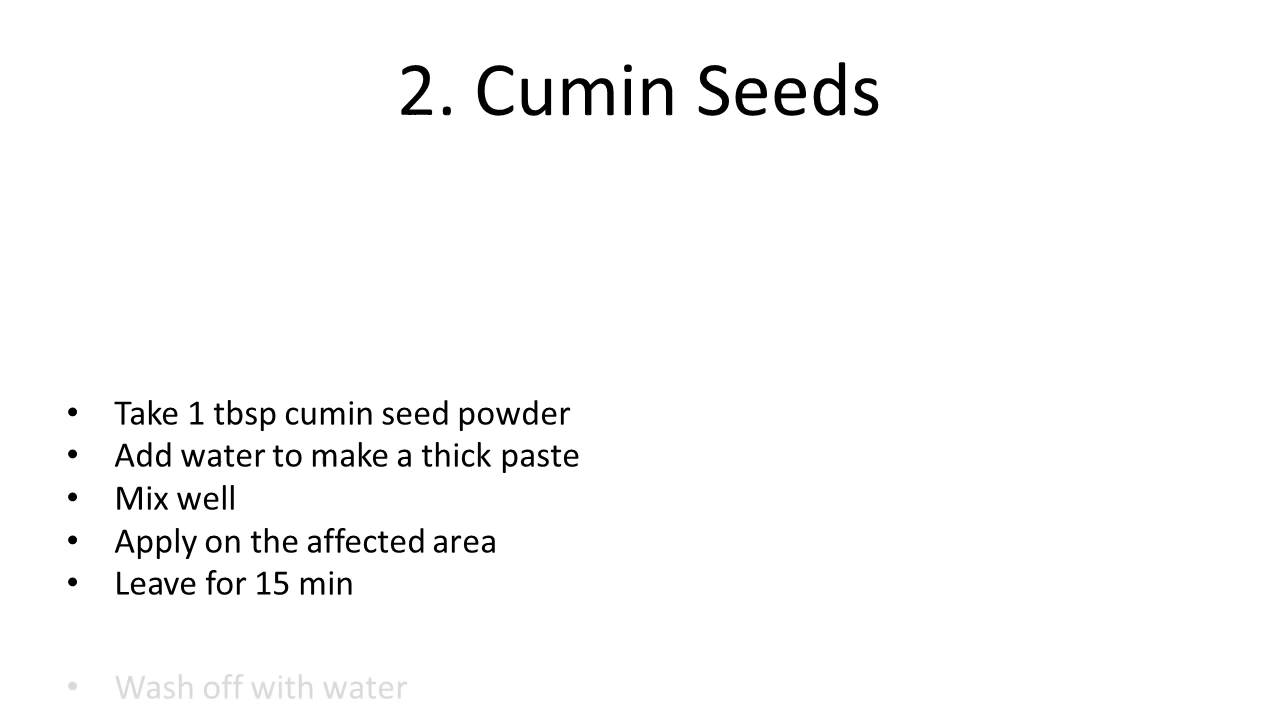 2. Cumin Seeds
• Take 1 tbsp cumin seed powder
• Add water to make a thick paste
• Mix well
• Apply on the affected area
• Leave for 15 min
• Wash off with water